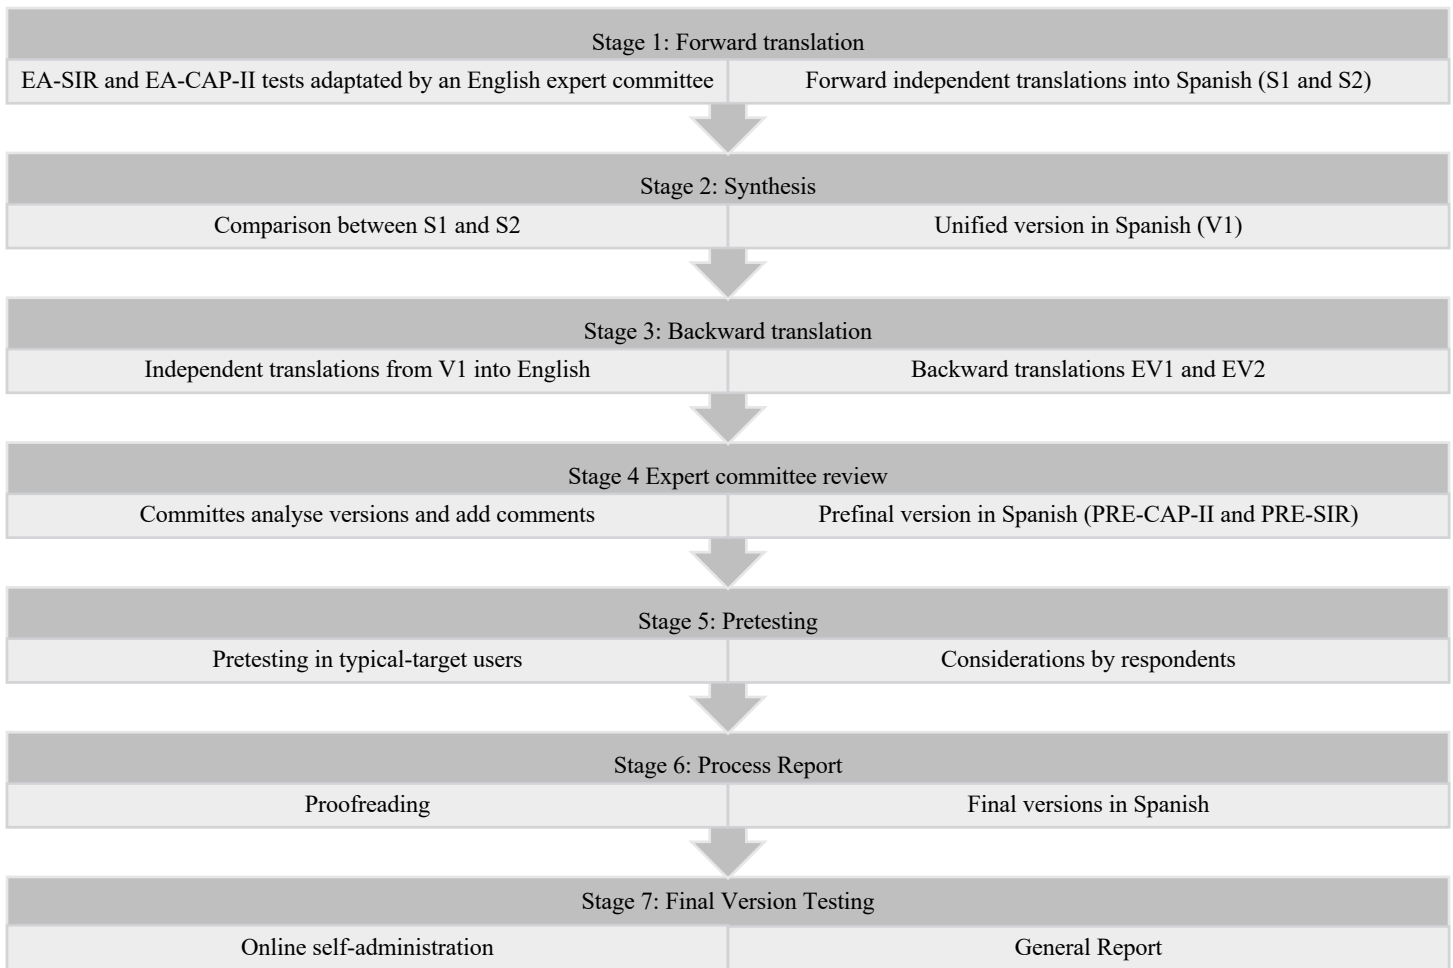 Stage 1: Forward translation
EA-SIR and EA-CAP-II tests adaptated by an English expert committee
Forward independent translations into Spanish (S1 and S2)
Stage 2: Synthesis
Comparison between S1 and S2
Unified version in Spanish (V1)
Stage 3: Backward translation
Independent translations from V1 into English
Backward translations EV1 and EV2
Stage 4 Expert committee review
Committes analyse versions and add comments
Prefinal version in Spanish (PRE-CAP-II and PRE-SIR)
Stage 5: Pretesting
Pretesting in typical-target users
Considerations by respondents
Stage 6: Process Report
Proofreading
Final versions in Spanish
Stage 7: Final Version Testing
Online self-administration
General Report